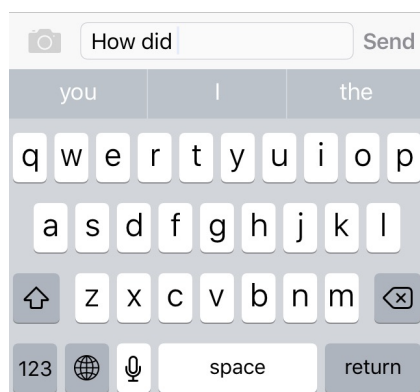 How did Send
you I the
q w e r t y u i o p
a s d f g h j k l
z x c v b n m
123 space return